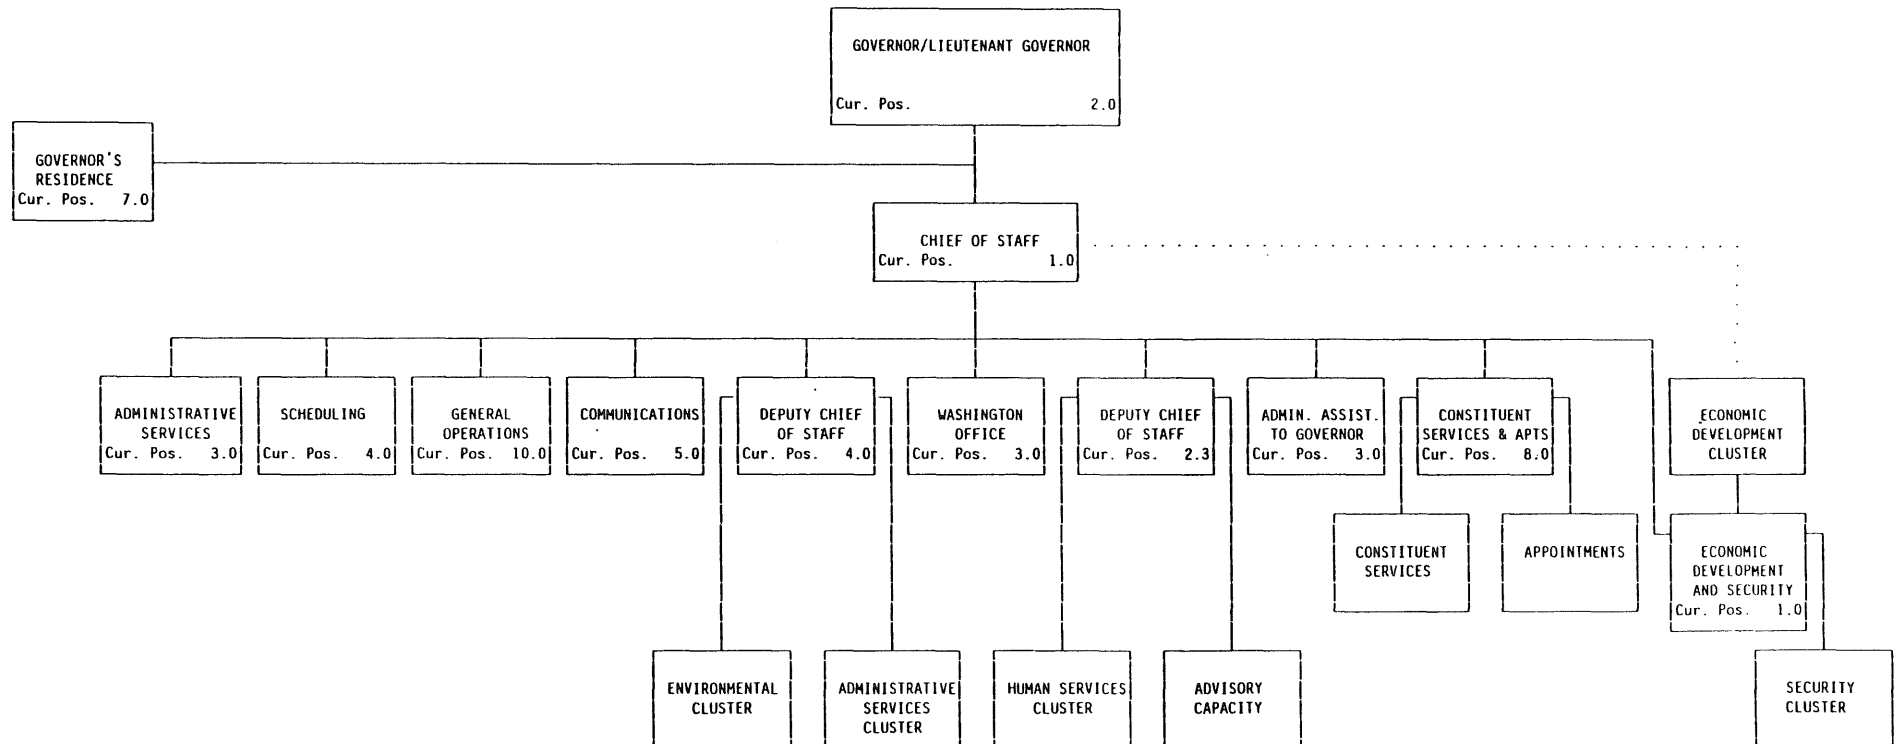 GOVERNOR/LIEUTENANT GOVERNOR
Cur. Pos. 2.0
GOVERNOR'S
RESIDENCE
Cur. Pos. 7.0
CHIEF OF STAFF
Cur. Pos. 1.0
ADMINISTRATIVE
SERVICES
Cur. Pos. 3.0
SCHEDULING
Cur. Pos. 4.0
GENERAL
OPERATIONS
Cur. Pos. 10.0
COMMUNICATIONS
Cur. Pos. 5.0
DEPUTY CHIEF
OF STAFF
Cur. Pos. 4.0
WASHINGTON
OFFICE
Cur. Pos. 3.0
DEPUTY CHIEF
OF STAFF
Cur. Pos. 2.3
ADMIN. ASSIST.
TO GOVERNOR
Cur. Pos. 3.0
CONSTITUENT
SERVICES & APTS
Cur. Pos. 8.0
ECONOMIC
DEVELOPMENT
CLUSTER
CONSTITUENT
SERVICES
APPOINTMENTS
ECONOMIC
DEVELOPMENT
AND SECURITY
Cur. Pos. 1.0
ENVIRONMENTAL
CLUSTER
ADMINISTRATIVE
SERVICES
CLUSTER
HUMAN SERVICES
CLUSTER
ADVISORY
CAPACITY
SECURITY
CLUSTER